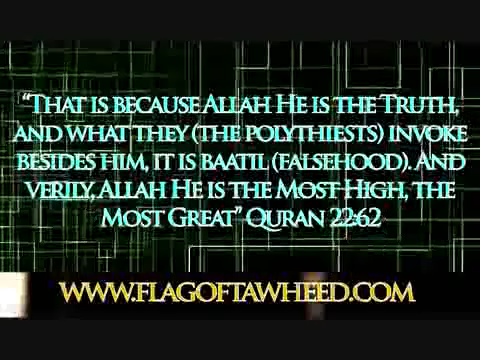 “That is because Allah He is the Truth,
and what they (the polythiests) invoke
besides him, it is baatil (falsehood). And
verily, Allah He is the Most High, the
Most Great” Quran 22:62
www.flagoftawheed.com